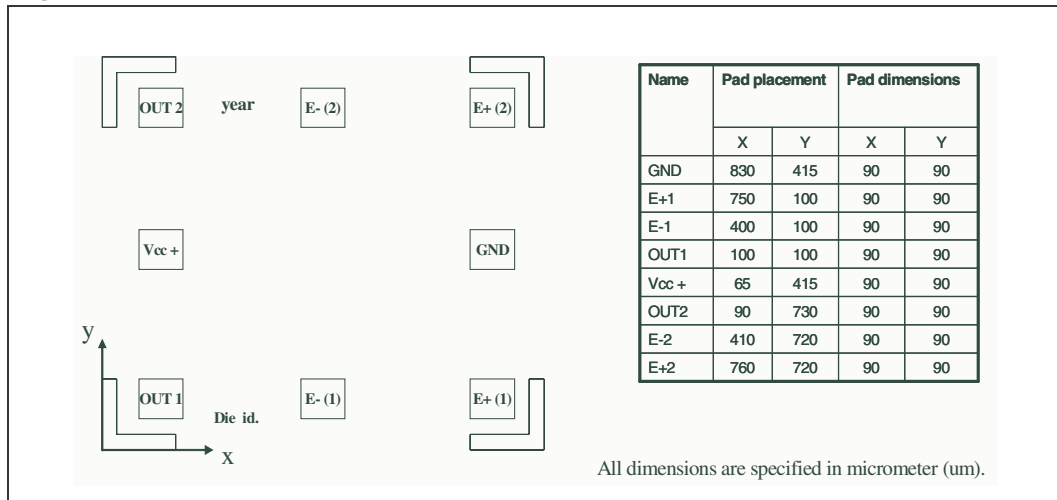 OUT 2 year E- (2) E+ (2)
Vcc + GND
y
OUT 1 E- (1) E+ (1)
Die id.
x
Name Pad placement Pad dimensions
X Y X Y
GND 830 415 90 90
E+1 750 100 90 90
E-1 400 100 90 90
OUT1 100 100 90 90
Vcc + 65 415 90 90
OUT2 90 730 90 90
E-2 410 720 90 90
E+2 760 720 90 90
All dimensions are specified in micrometer (um).